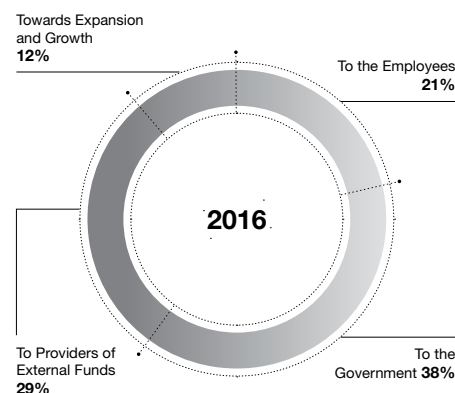 Towards Expansion
and Growth
12%
To the Employees
21%
2016
To Providers of
External Funds
29%
To the
Government 38%